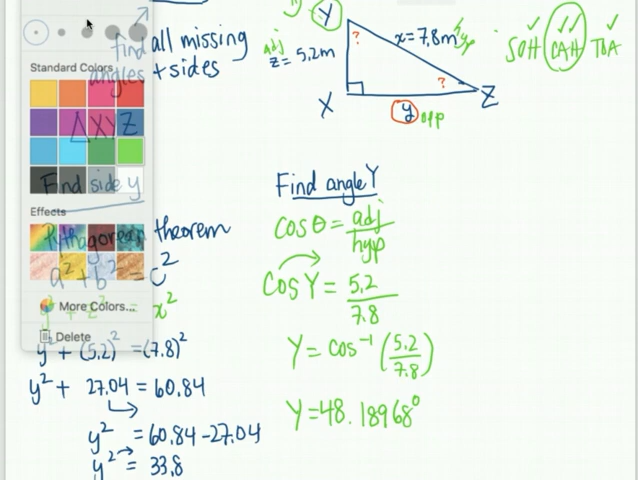 find all missing
angles + sides
△XYZ
Find side y
Pythagorean theorem
a² + b² = c²
y² + z² = x²
y² + (5.2)² = (7.8)²
y² + 27.04 = 60.84
y² = 60.84 - 27.04
y² = 33.8
Standard Colors
Effects
More Colors...
Delete
Y
?
x = 7.8m hyp
adj
z = 5.2m
?
X
Z
y opp
SOH CAH TOA
Find angle Y
cos θ = adj/hyp
cos Y = 5.2/7.8
Y = cos⁻¹ (5.2/7.8)
Y = 48.18968°